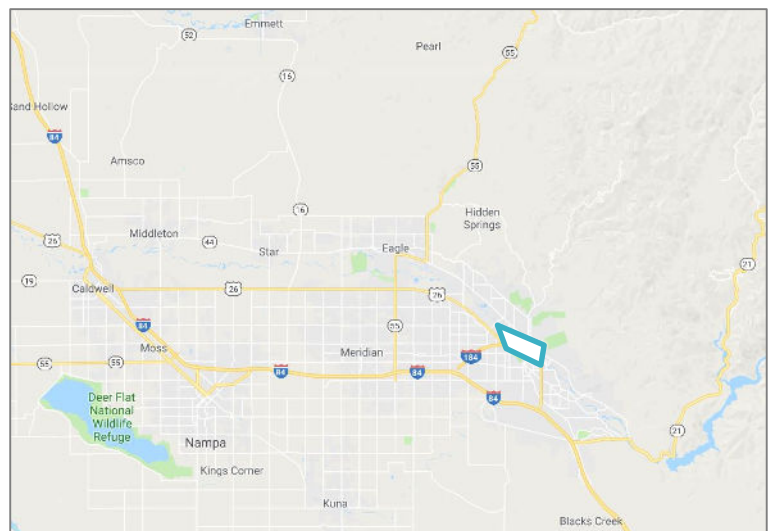 Emmett
52
Pearl
55
16
Sand Hollow
84
Amsco
55
16
Hidden
Springs
Middleton
44
Star
Eagle
26
21
19
Caldwell
26
26
84
55
Moss
55
55
Meridian
184
84
84
84
Deer Flat
National
Wildlife
Refuge
Nampa
21
Kings Corner
Kuna
Blacks Creek